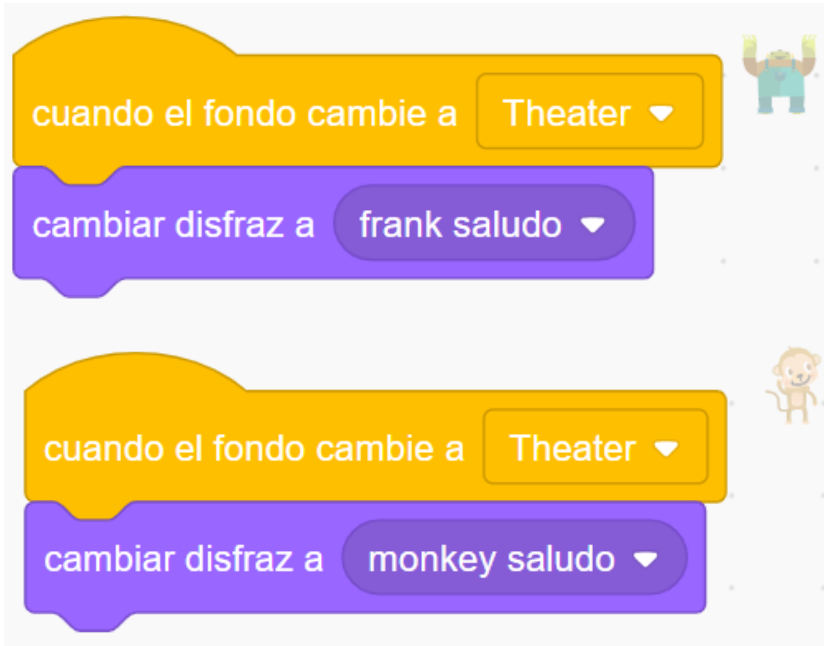 cuando el fondo cambie a Theater
cambiar disfraz a frank saludo
cuando el fondo cambie a Theater
cambiar disfraz a monkey saludo